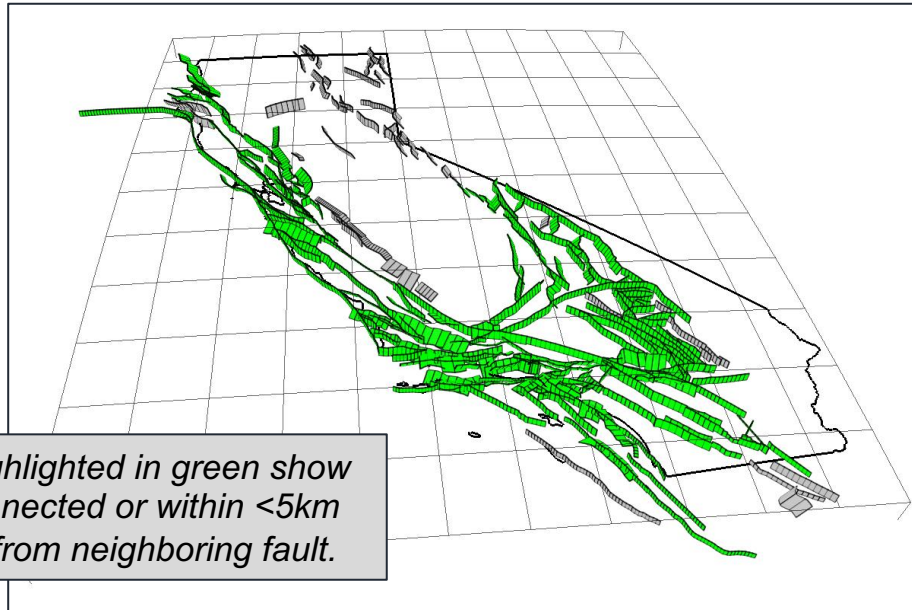 hlighted in green show
nected or within <5km
from neighboring fault.